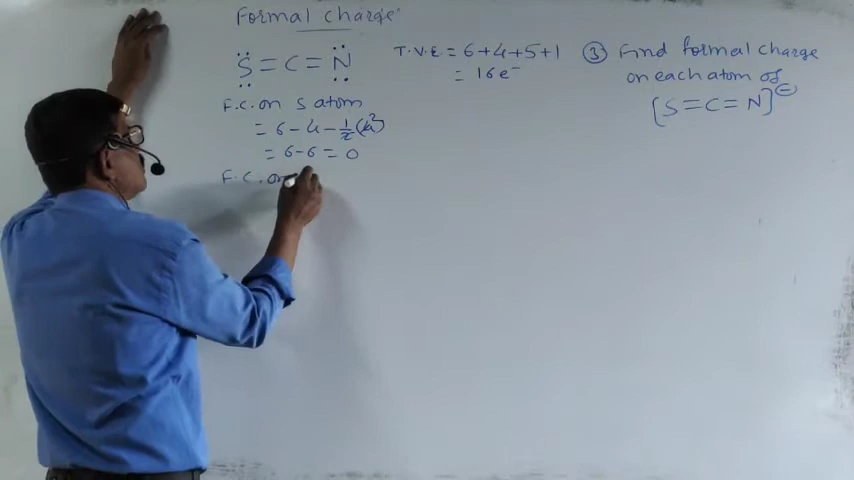 Formal charge
S̤̈ = C = N̤̈
F.C. on S atom
= 6 - 4 - 1/2 (4²)
= 6 - 6 = 0
F.C. on
T.V.E = 6 + 4 + 5 + 1
= 16e⁻
③ Find formal charge
on each atom of
[S = C = N]⊖